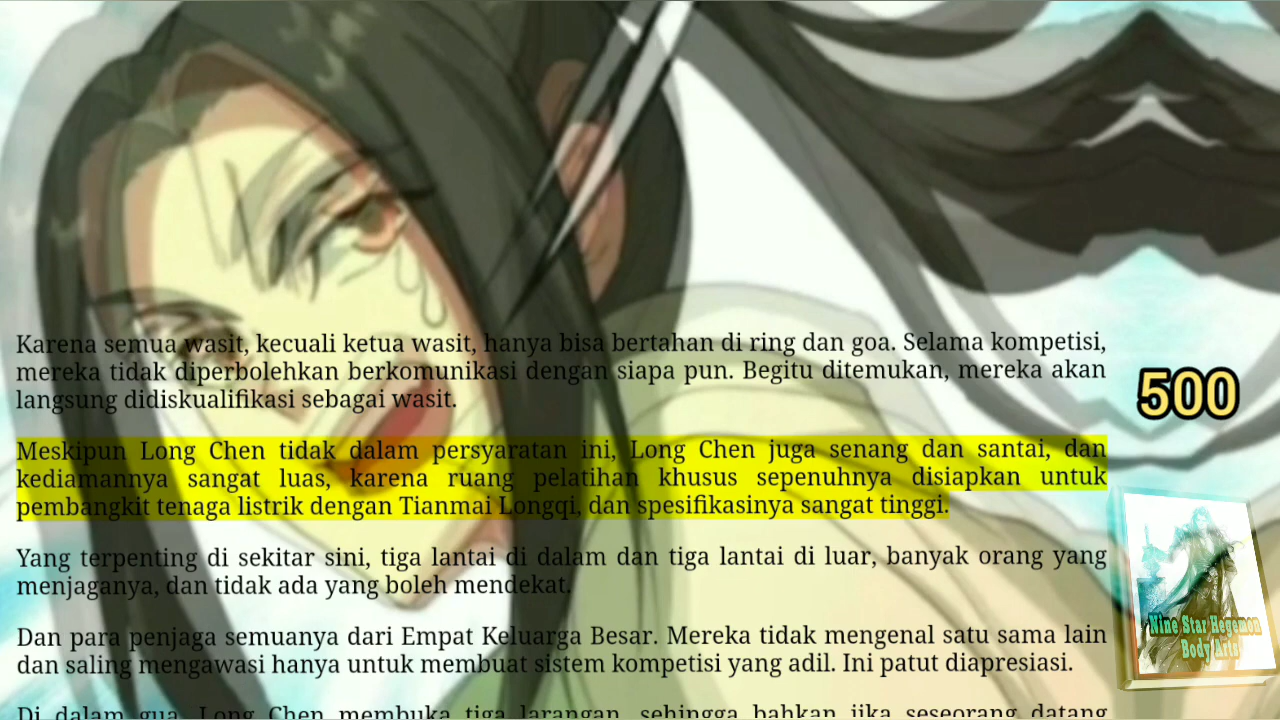 Karena semua wasit, kecuali ketua wasit, hanya bisa bertahan di ring dan goa. Selama kompetisi,
mereka tidak diperbolehkan berkomunikasi dengan siapa pun. Begitu ditemukan, mereka akan
langsung didiskualifikasi sebagai wasit.
Meskipun Long Chen tidak dalam persyaratan ini, Long Chen juga senang dan santai, dan
kediamannya sangat luas, karena ruang pelatihan khusus sepenuhnya disiapkan untuk
pembangkit tenaga listrik dengan Tianmai Longqi, dan spesifikasinya sangat tinggi.
Yang terpenting di sekitar sini, tiga lantai di dalam dan tiga lantai di luar, banyak orang yang
menjaganya, dan tidak ada yang boleh mendekat.
Dan para penjaga semuanya dari Empat Keluarga Besar. Mereka tidak mengenal satu sama lain
dan saling mengawasi hanya untuk membuat sistem kompetisi yang adil. Ini patut diapresiasi.
Di dalam gua, Long Chen membuka tiga larangan, sehingga bahkan jika seseorang datang
500
Nine Star Hegemon
Body Arts